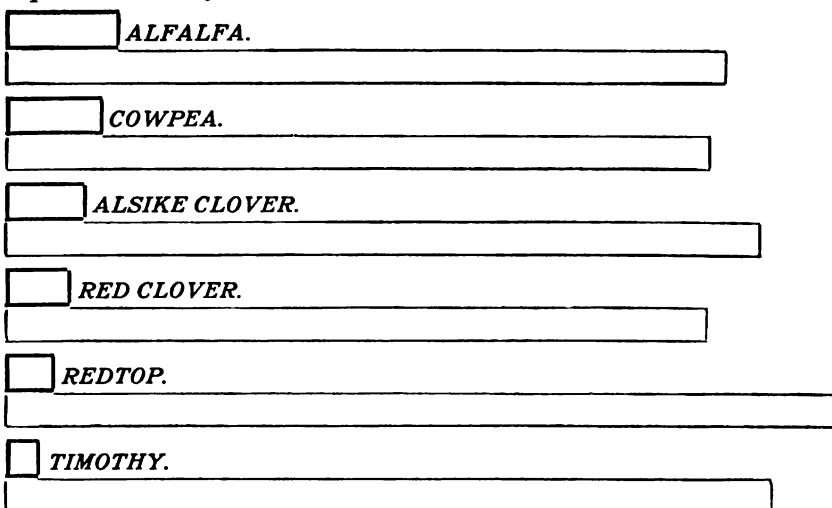 ALFALFA.
COWPEA.
ALSIKE CLOVER.
RED CLOVER.
REDTOP.
TIMOTHY.